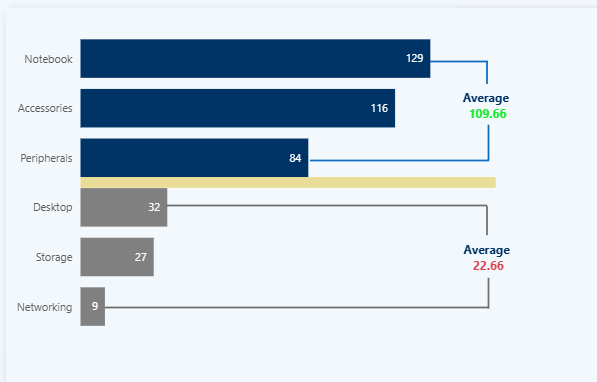 Notebook 129
Average
109.66
Accessories 116
Peripherals 84
Desktop 32
Average
22.66
Storage 27
Networking 9